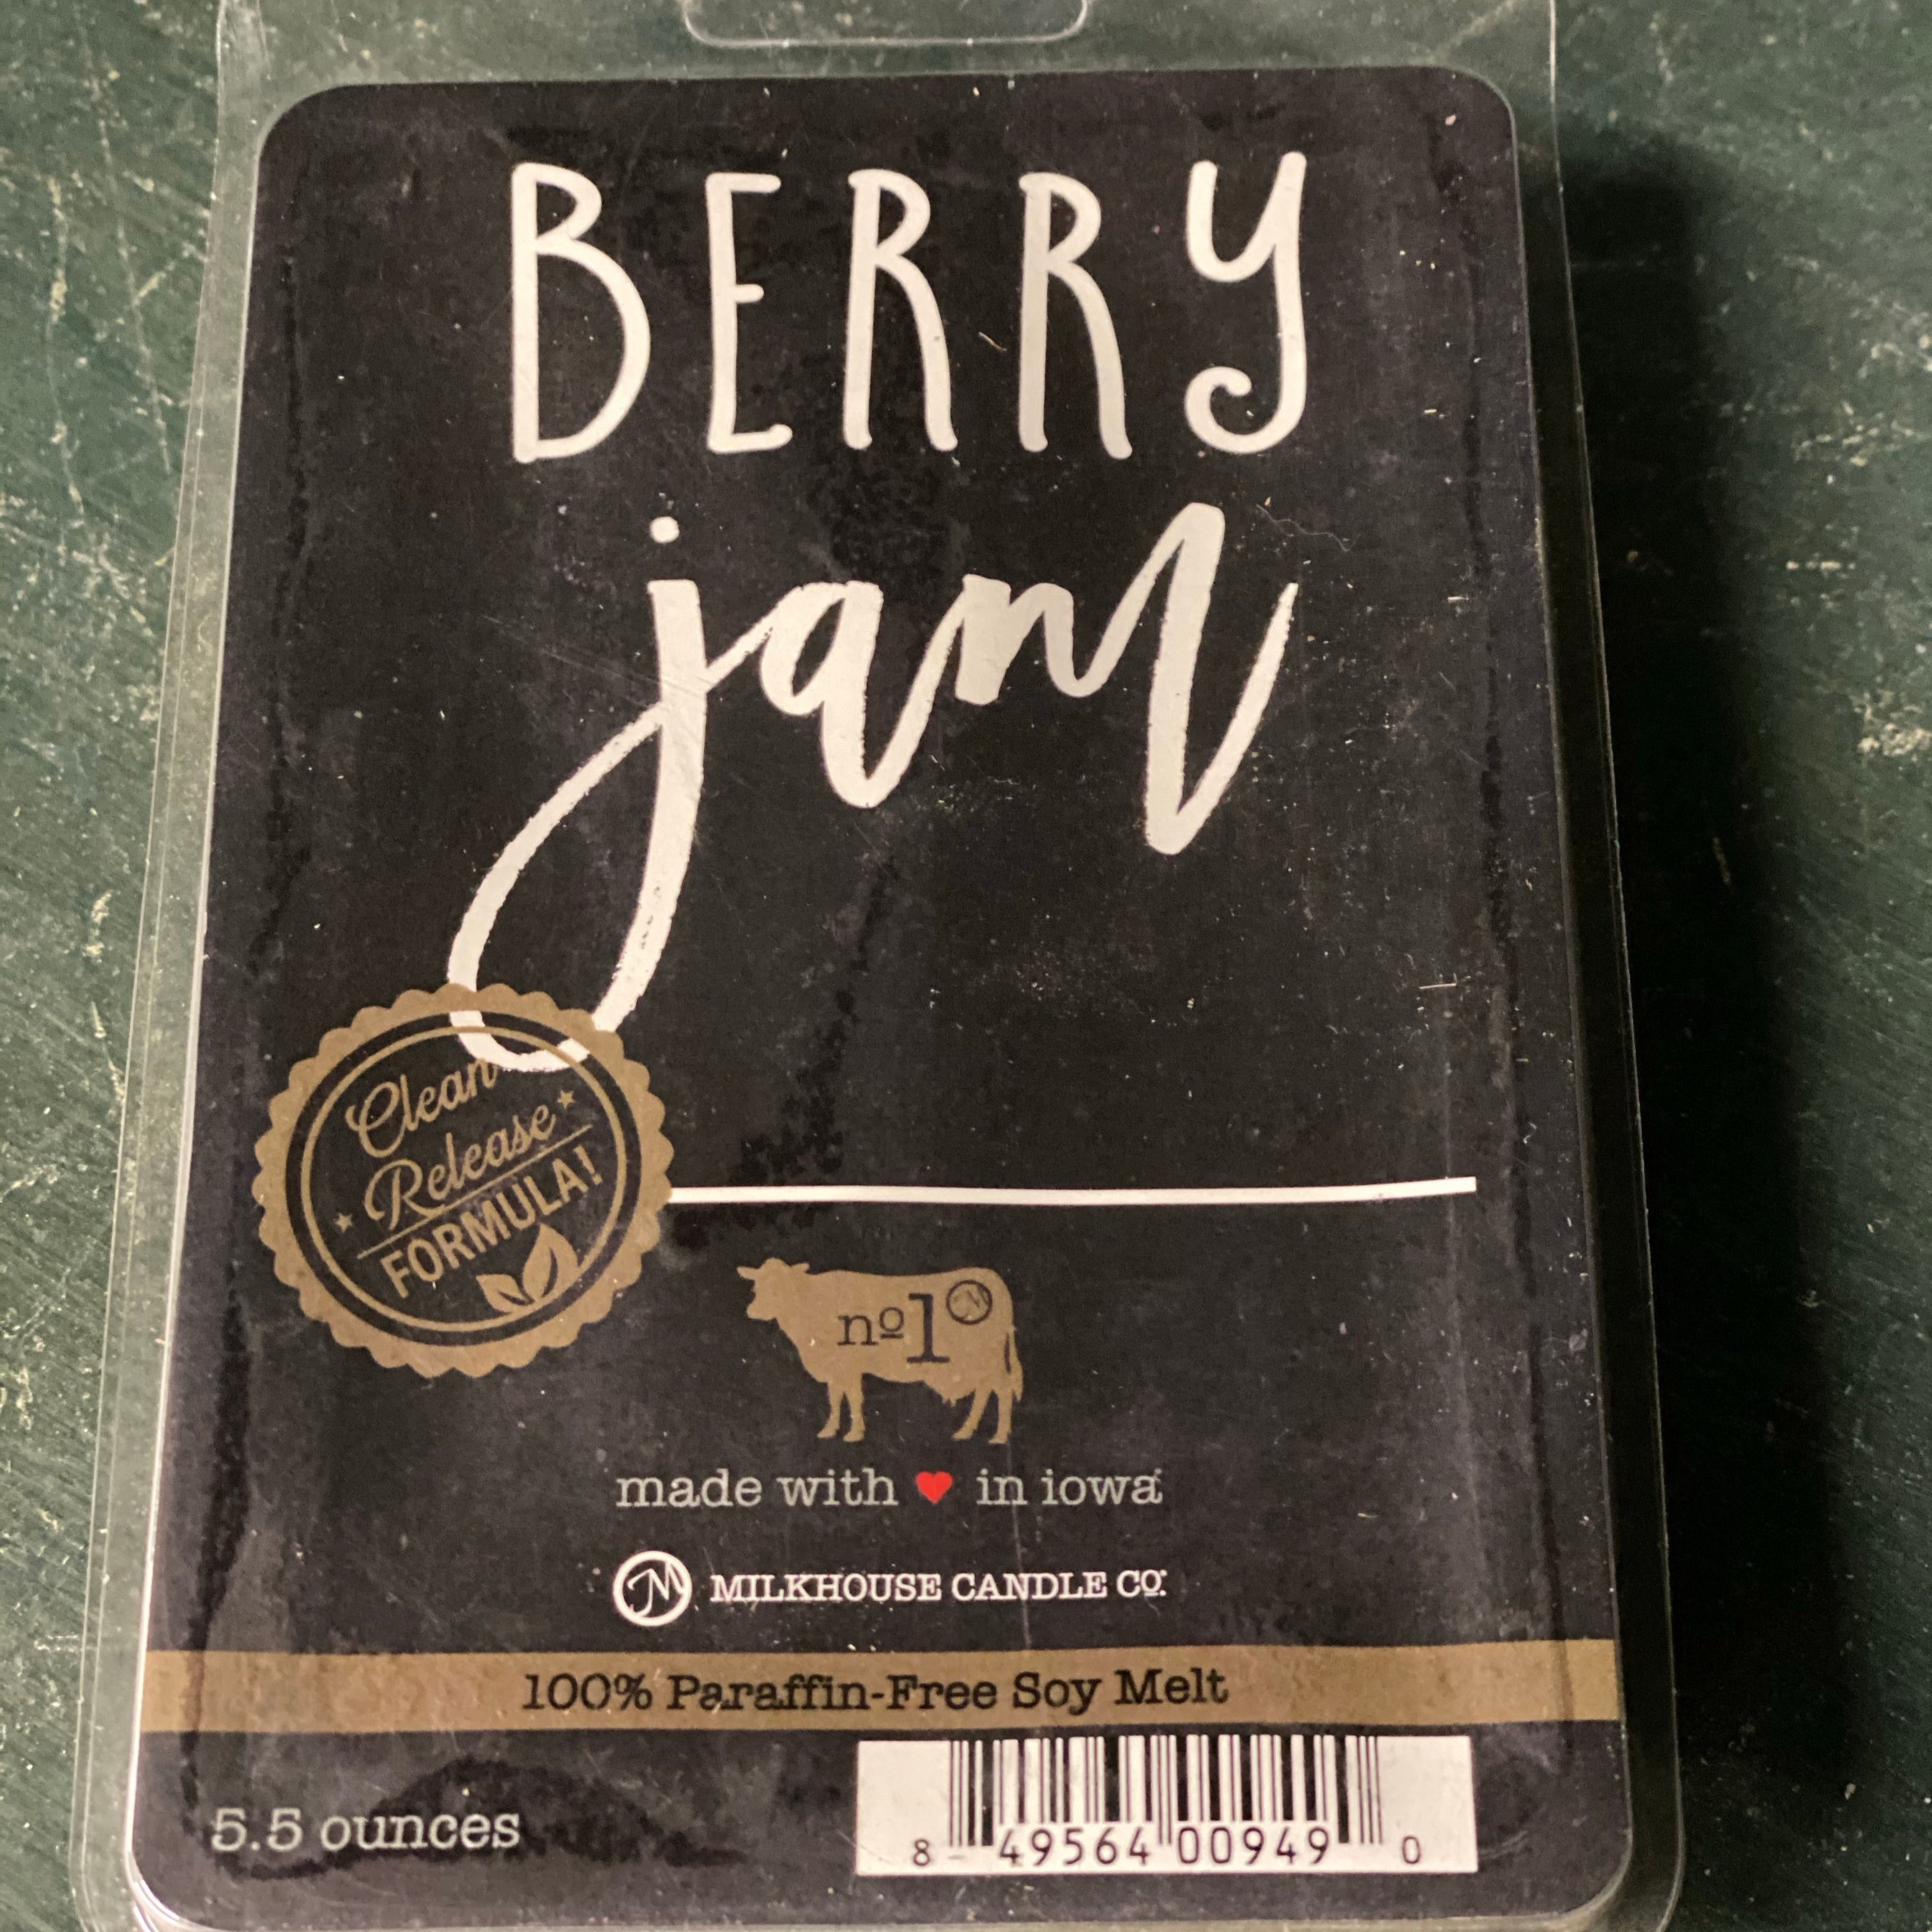 BERRY
jam
Clean
Release
FORMULA!
nº1
made with ♥ in iowa
M MILKHOUSE CANDLE CO.
100% Paraffin-Free Soy Melt
5.5 ounces
8 49564 00949 0